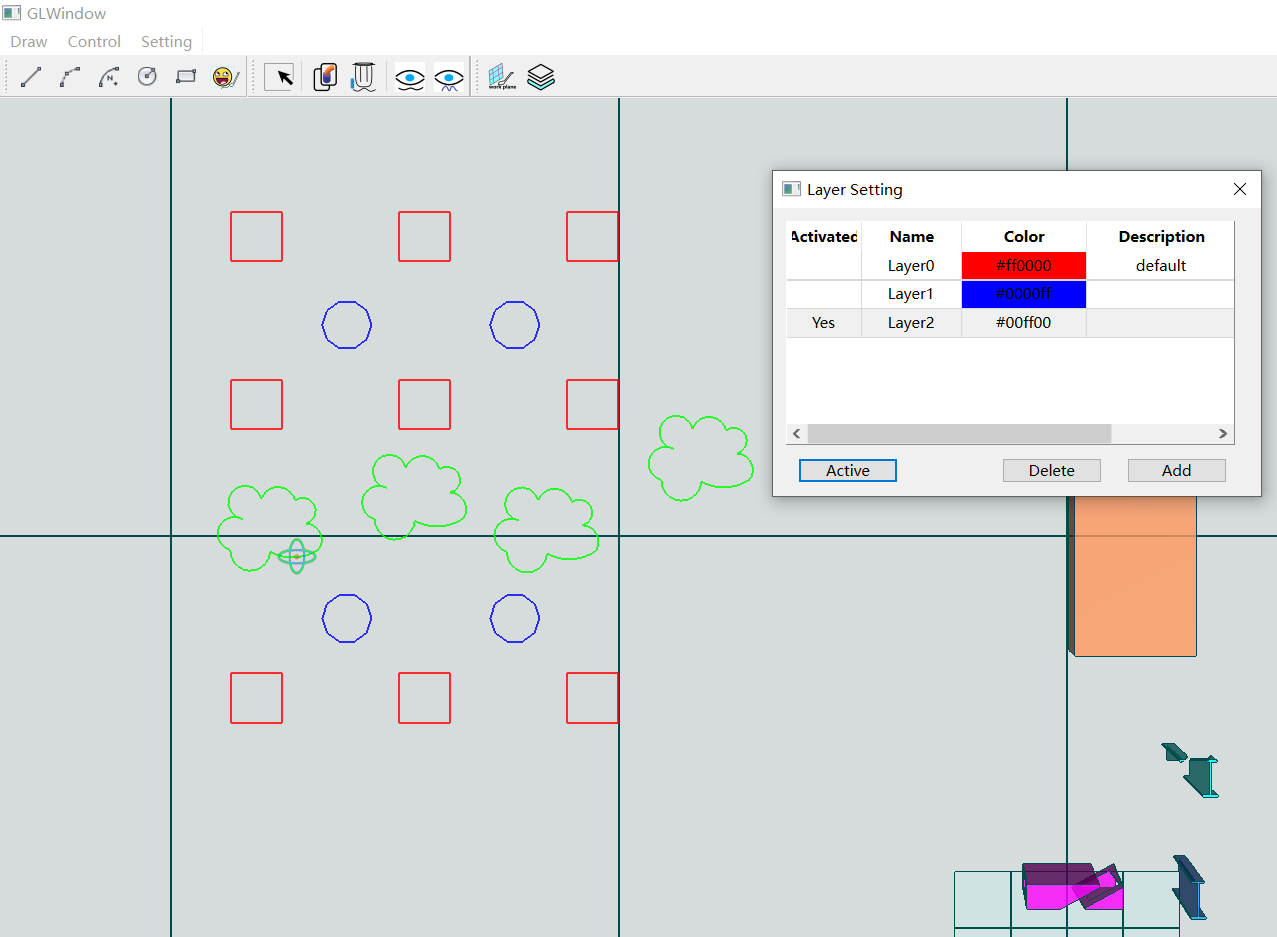 GLWindow
Draw Control Setting
N
work plane
Layer Setting
Activated Name Color Description
Layer0 #ff0000 default
Layer1 #0000ff
Yes Layer2 #00ff00
Active Delete Add